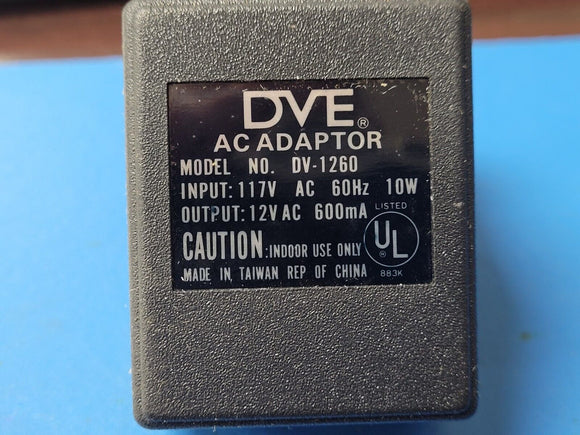 DVE®
AC ADAPTOR
MODEL NO. DV-1260
INPUT: 117V AC 60Hz 10W
OUTPUT: 12V AC 600mA
LISTED
UL
®
883K
CAUTION: INDOOR USE ONLY
MADE IN TAIWAN REP OF CHINA